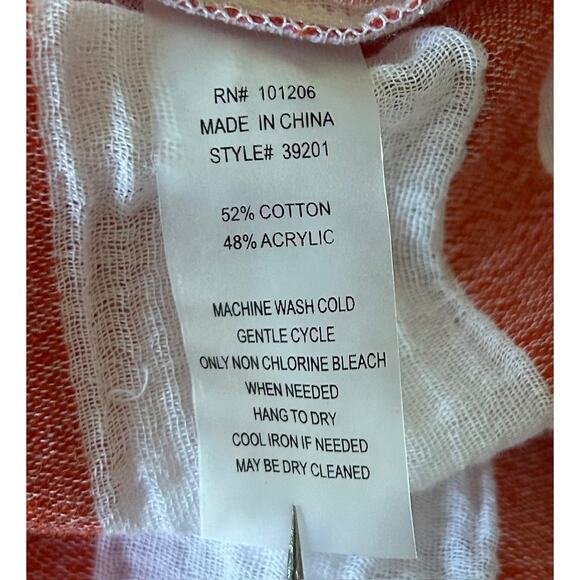 RN# 101206
MADE IN CHINA
STYLE# 39201
52% COTTON
48% ACRYLIC
MACHINE WASH COLD
GENTLE CYCLE
ONLY NON CHLORINE BLEACH
WHEN NEEDED
HANG TO DRY
COOL IRON IF NEEDED
MAY BE DRY CLEANED